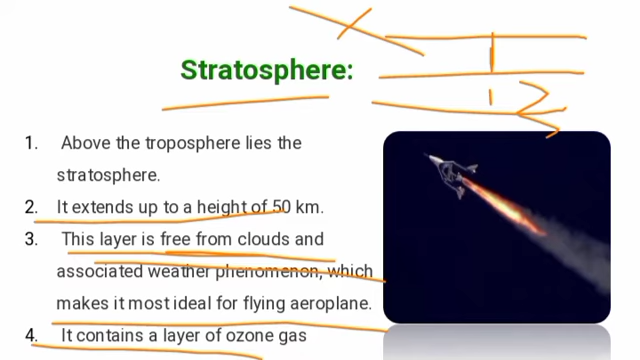 Stratosphere:
1. Above the troposphere lies the
stratosphere.
2. It extends up to a height of 50 km.
3. This layer is free from clouds and
associated weather phenomenon, which
makes it most ideal for flying aeroplane.
4. It contains a layer of ozone gas